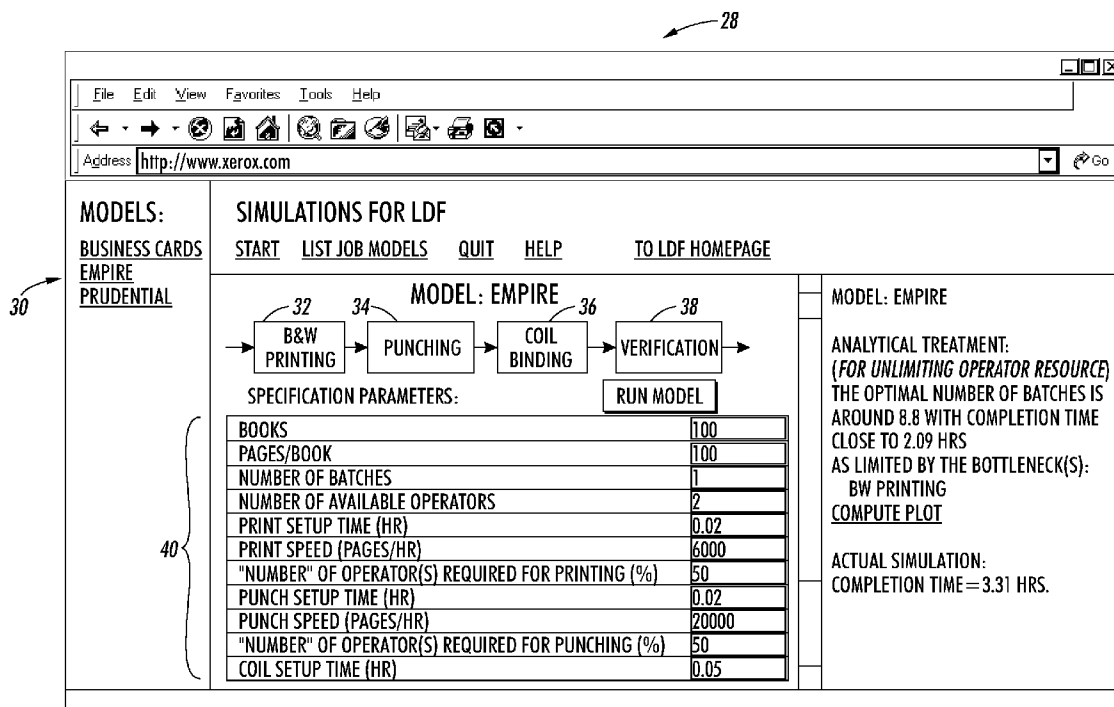 28
File Edit View Favorites Tools Help
Address http://www.xerox.com Go
MODELS:
BUSINESS CARDS
EMPIRE
PRUDENTIAL
30
SIMULATIONS FOR LDF
START LIST JOB MODELS QUIT HELP TO LDF HOMEPAGE
MODEL: EMPIRE
32 34 36 38
B&W PRINTING
PUNCHING
COIL BINDING
VERIFICATION
SPECIFICATION PARAMETERS: RUN MODEL
40
BOOKS 100
PAGES/BOOK 100
NUMBER OF BATCHES 1
NUMBER OF AVAILABLE OPERATORS 2
PRINT SETUP TIME (HR) 0.02
PRINT SPEED (PAGES/HR) 6000
"NUMBER" OF OPERATOR(S) REQUIRED FOR PRINTING (%) 50
PUNCH SETUP TIME (HR) 0.02
PUNCH SPEED (PAGES/HR) 20000
"NUMBER" OF OPERATOR(S) REQUIRED FOR PUNCHING (%) 50
COIL SETUP TIME (HR) 0.05
MODEL: EMPIRE
ANALYTICAL TREATMENT:
(FOR UNLIMITING OPERATOR RESOURCE)
THE OPTIMAL NUMBER OF BATCHES IS
AROUND 8.8 WITH COMPLETION TIME
CLOSE TO 2.09 HRS
AS LIMITED BY THE BOTTLENECK(S):
BW PRINTING
COMPUTE PLOT
ACTUAL SIMULATION:
COMPLETION TIME=3.31 HRS.